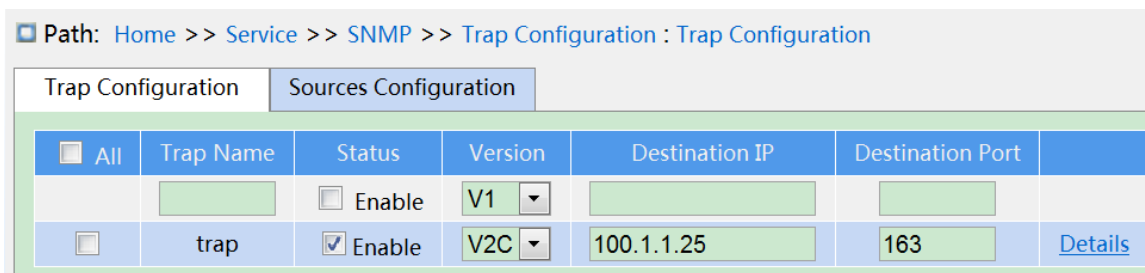 Path: Home >> Service >> SNMP >> Trap Configuration : Trap Configuration
Trap Configuration Sources Configuration
All Trap Name Status Version Destination IP Destination Port
Enable V1
trap Enable V2C 100.1.1.25 163 Details